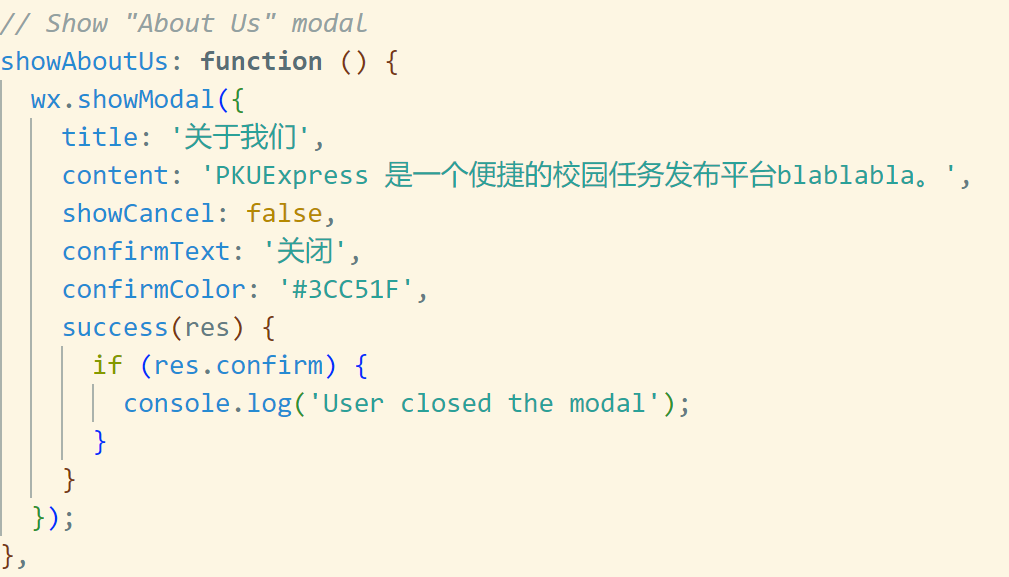 // Show "About Us" modal
showAboutUs: function () {
wx.showModal({
title: '关于我们',
content: 'PKUExpress 是一个便捷的校园任务发布平台blablabla。',
showCancel: false,
confirmText: '关闭',
confirmColor: '#3CC51F',
success(res) {
if (res.confirm) {
console.log('User closed the modal');
}
}
});
},